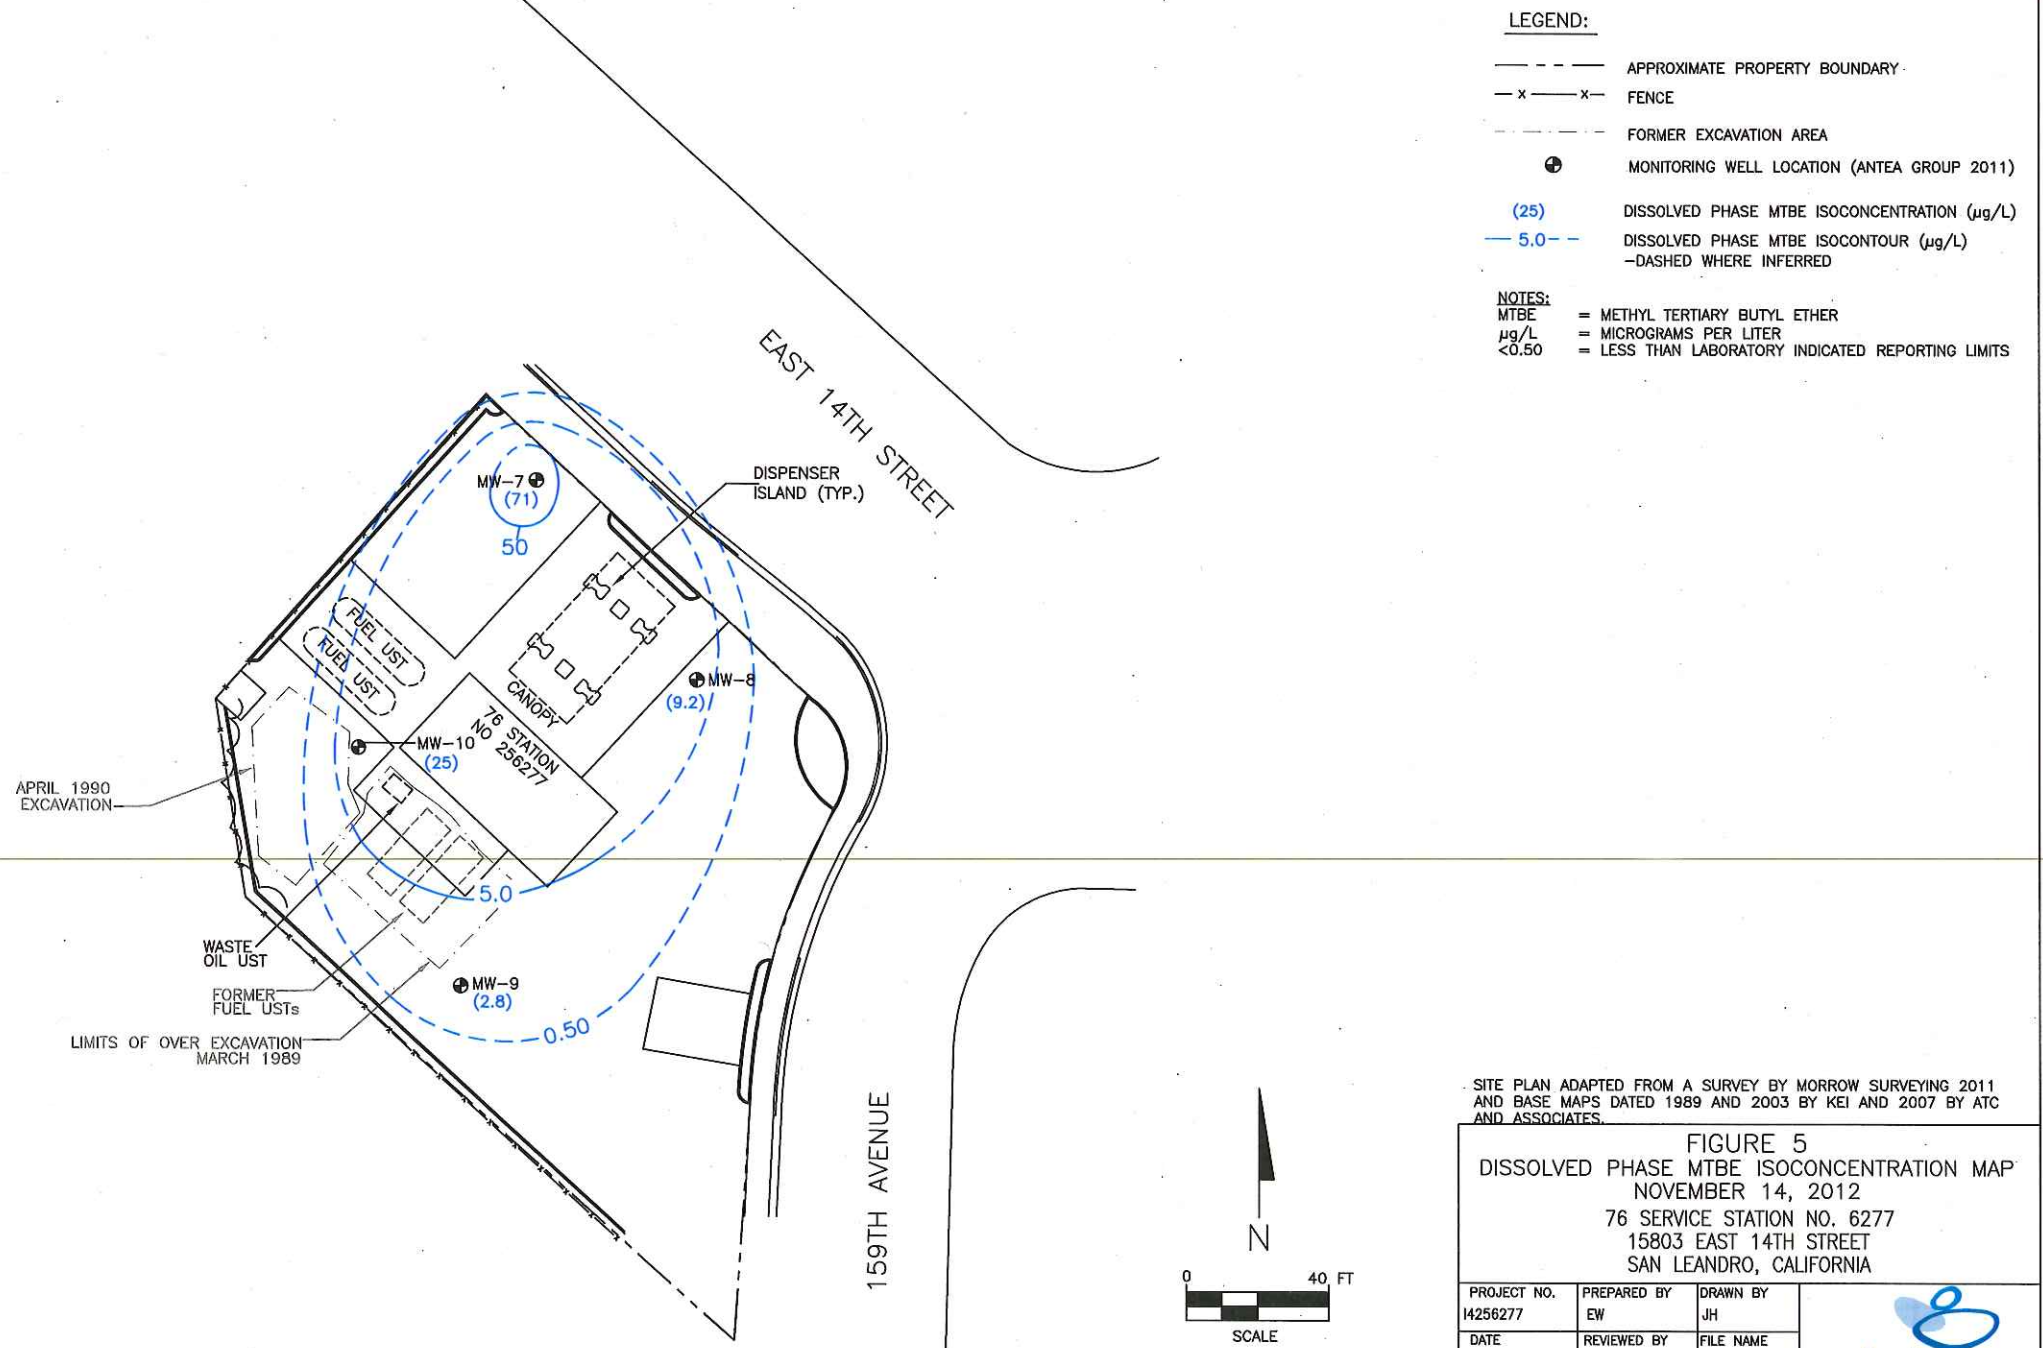 LEGEND:
APPROXIMATE PROPERTY BOUNDARY
x x FENCE
FORMER EXCAVATION AREA
MONITORING WELL LOCATION (ANTEA GROUP 2011)
(25) DISSOLVED PHASE MTBE ISOCONCENTRATION (µg/L)
5.0 DISSOLVED PHASE MTBE ISOCONTOUR (µg/L)
-DASHED WHERE INFERRED
NOTES:
MTBE = METHYL TERTIARY BUTYL ETHER
µg/L = MICROGRAMS PER LITER
<0.50 = LESS THAN LABORATORY INDICATED REPORTING LIMITS
EAST 14TH STREET
DISPENSER
ISLAND (TYP.)
MW-7
(71)
50
FUEL UST
FUEL UST
CANOPY
MW-8
(9.2)
76 STATION
NO 256277
MW-10
(25)
APRIL 1990
EXCAVATION
5.0
WASTE
OIL UST
FORMER
FUEL USTs
MW-9
(2.8)
0.50
LIMITS OF OVER EXCAVATION
MARCH 1989
159TH AVENUE
N
0 40 FT
SCALE
SITE PLAN ADAPTED FROM A SURVEY BY MORROW SURVEYING 2011
AND BASE MAPS DATED 1989 AND 2003 BY KEI AND 2007 BY ATC
AND ASSOCIATES.
FIGURE 5
DISSOLVED PHASE MTBE ISOCONCENTRATION MAP
NOVEMBER 14, 2012
76 SERVICE STATION NO. 6277
15803 EAST 14TH STREET
SAN LEANDRO, CALIFORNIA
PROJECT NO. PREPARED BY DRAWN BY
I4256277 EW JH
DATE REVIEWED BY FILE NAME